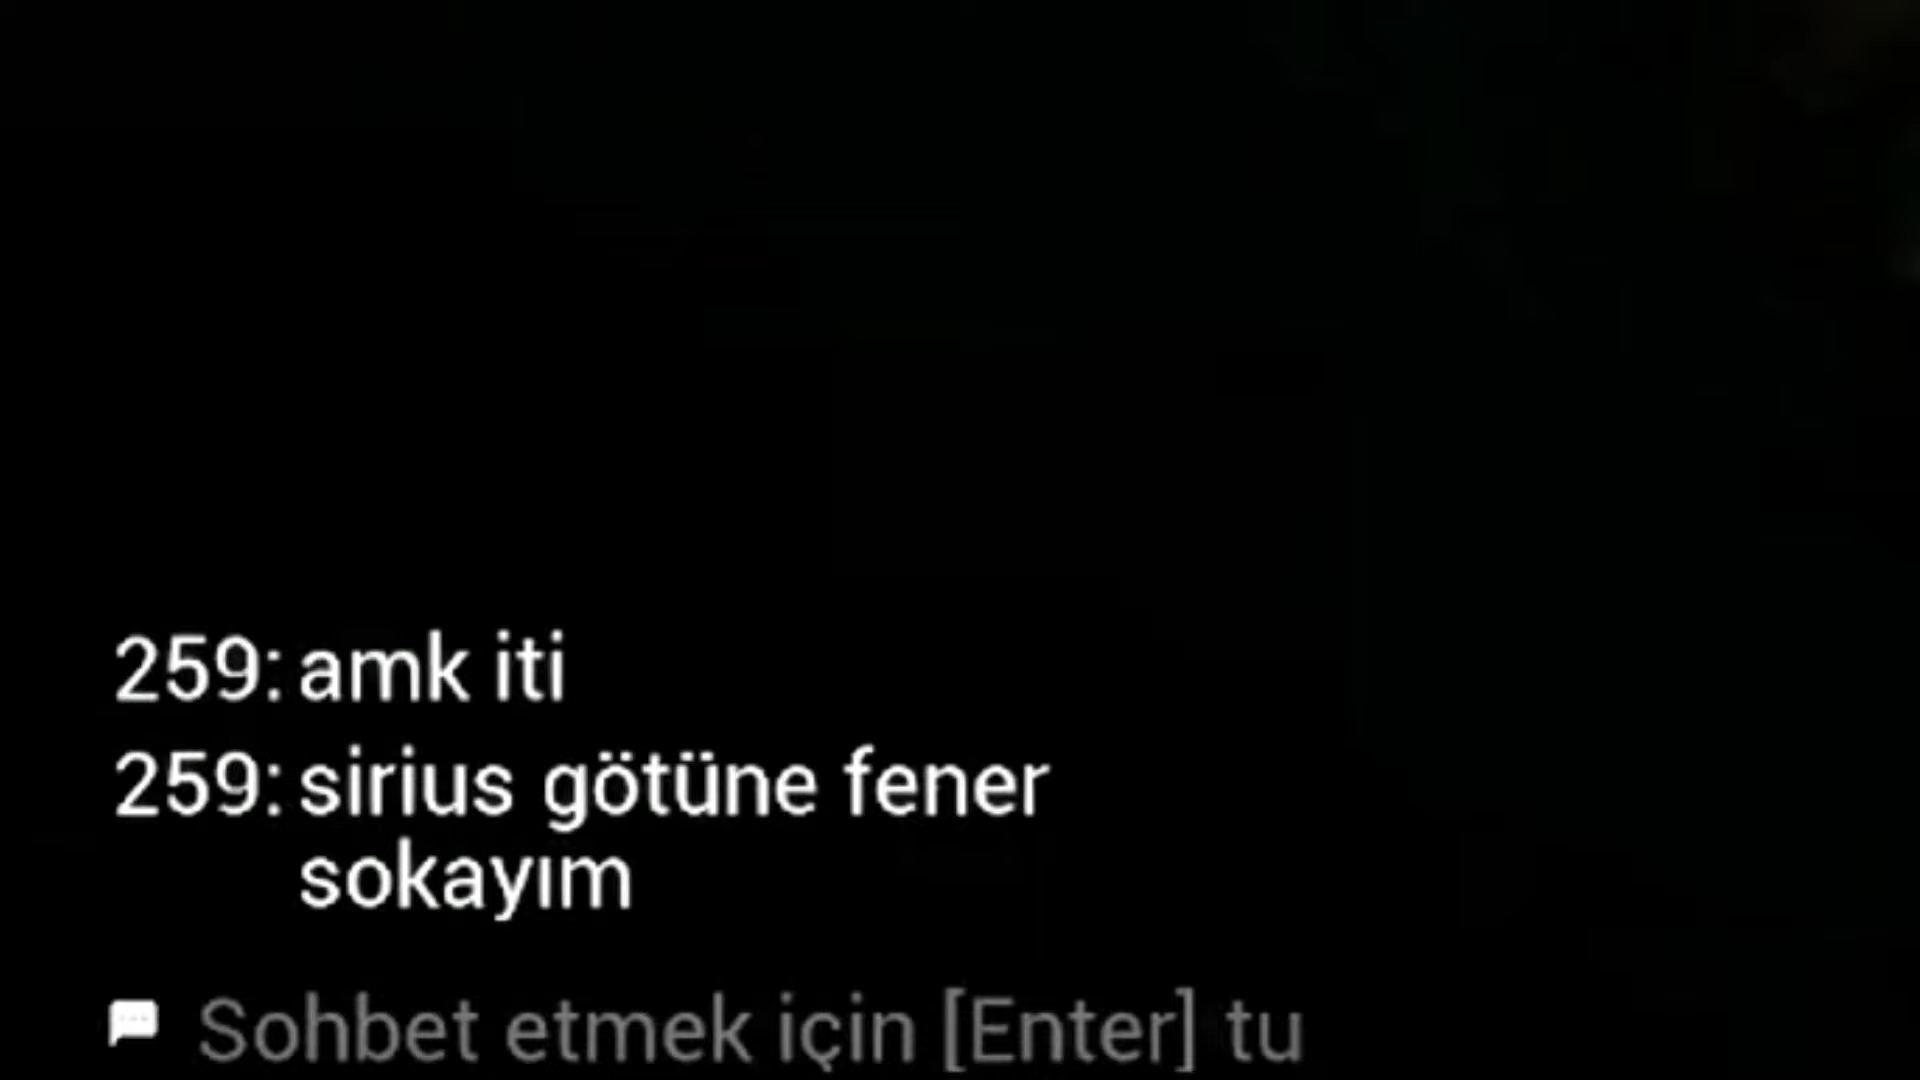 259: amk iti
259: sirius götüne fener
sokayım
Sohbet etmek için [Enter] tu